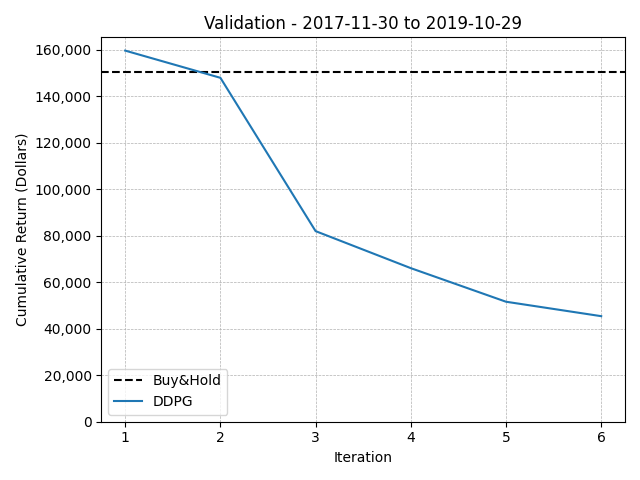 Validation - 2017-11-30 to 2019-10-29
Cumulative Return (Dollars)
160,000
140,000
120,000
100,000
80,000
60,000
40,000
20,000
0
Buy&Hold
DDPG
1 2 3 4 5 6
Iteration